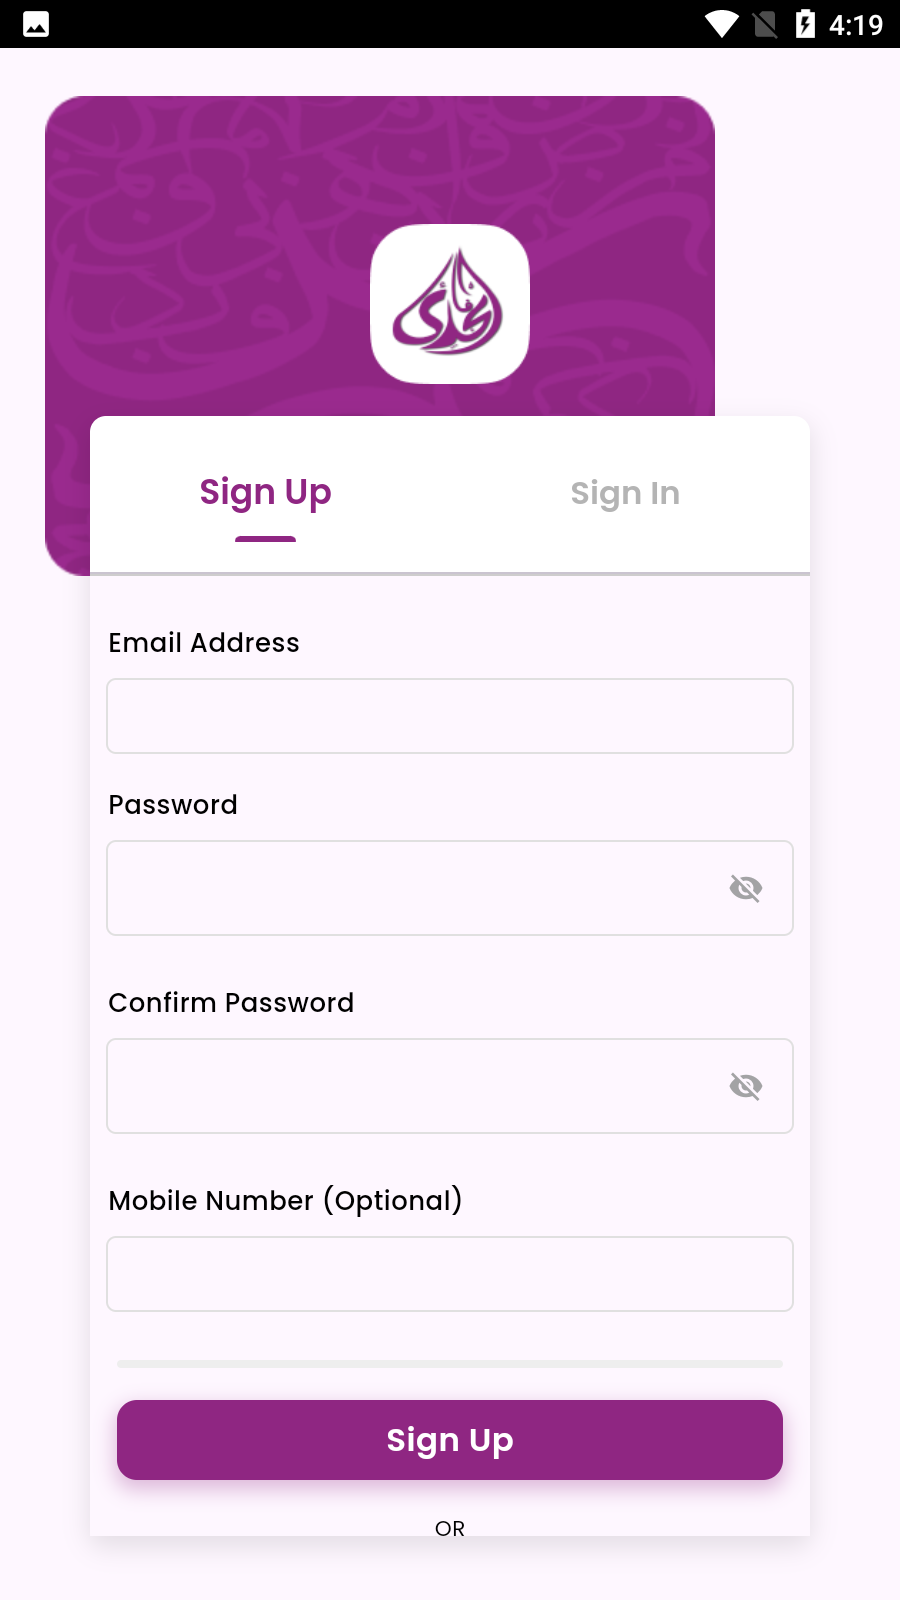 4:19
Sign Up
Sign In
Email Address
Password
Confirm Password
Mobile Number (Optional)
Sign Up
OR